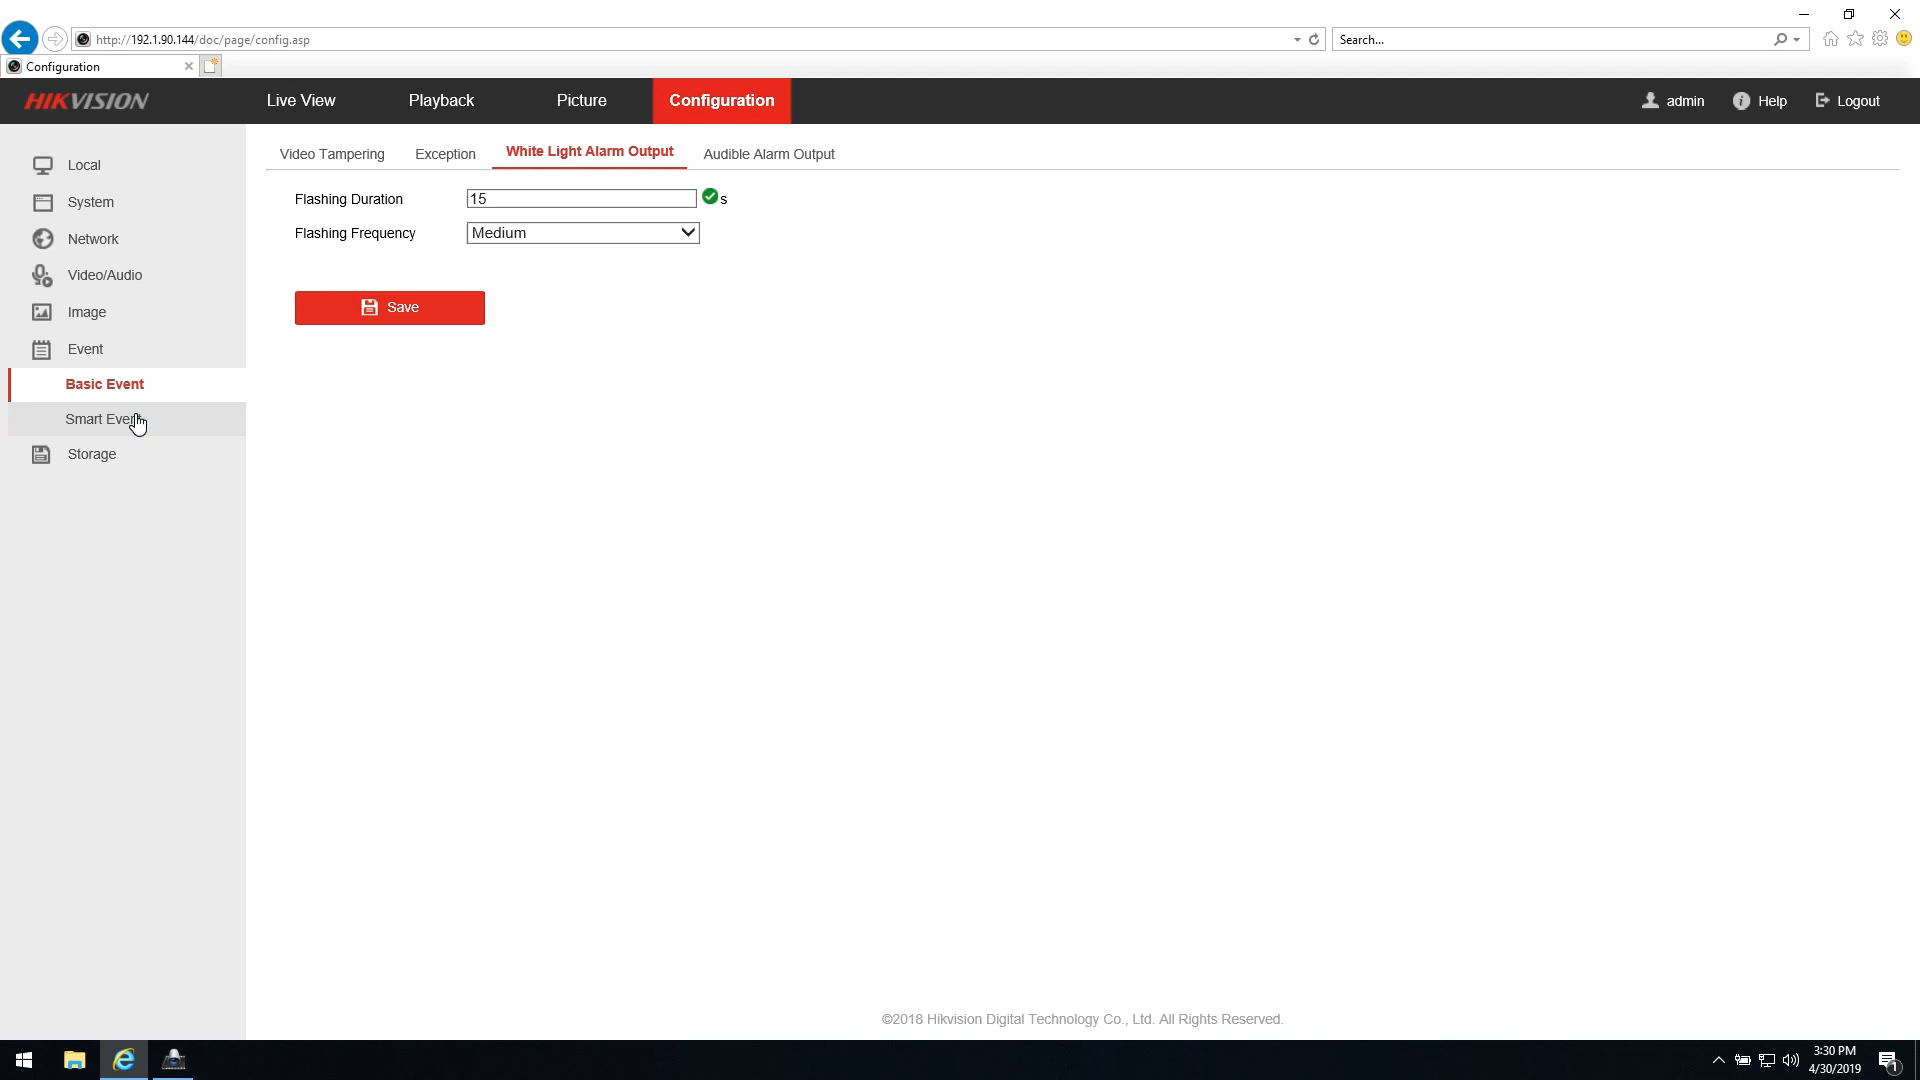 http://192.1.90.144/doc/page/config.asp
Search...
Configuration
HIKVISION
Live View
Playback
Picture
Configuration
admin
Help
Logout
Local
System
Network
Video/Audio
Image
Event
Basic Event
Smart Event
Storage
Video Tampering
Exception
White Light Alarm Output
Audible Alarm Output
Flashing Duration
15
s
Flashing Frequency
Medium
Save
©2018 Hikvision Digital Technology Co., Ltd. All Rights Reserved.
3:30 PM
4/30/2019
1